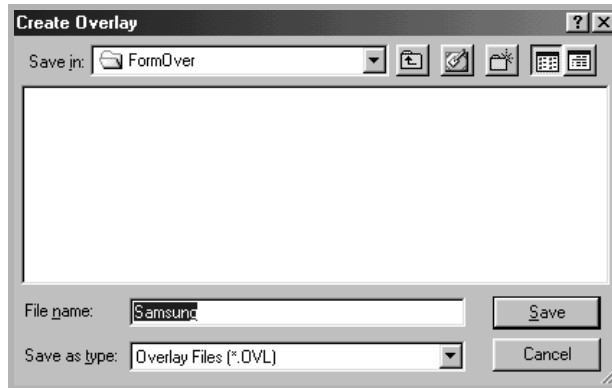 Create Overlay
Save in: FormOver
File name: Samsung
Save
Save as type: Overlay Files (*.OVL)
Cancel